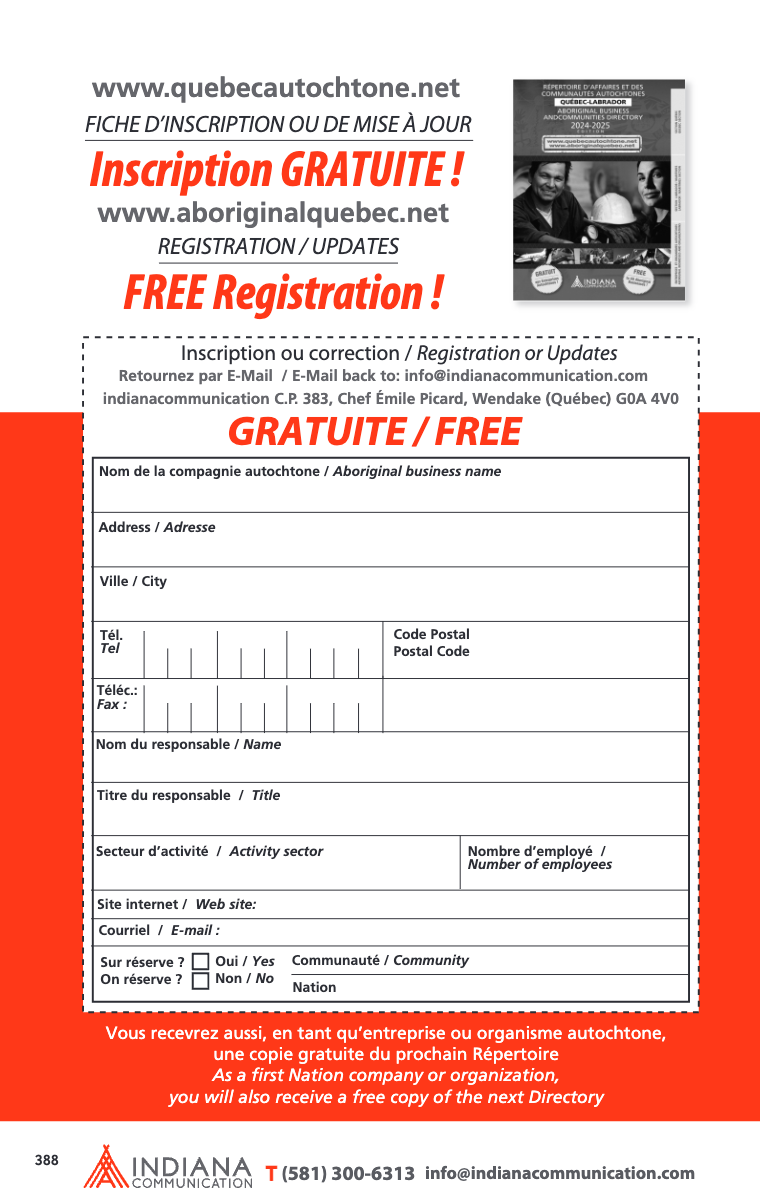 www.quebecautochtone.net
FICHE D'INSCRIPTION OU DE MISE À JOUR
Inscription GRATUITE !
www.aboriginalquebec.net
REGISTRATION / UPDATES
FREE Registration !
RÉPERTOIRE D'AFFAIRES ET DES
COMMUNAUTÉS AUTOCHTONES
QUÉBEC-LABRADOR
ABORIGINAL BUSINESS
ANDCOMMUNITIES DIRECTORY
2024-2025
EDITION
www.quebecautochtone.net
www.aboriginalquebec.net
GRATUIT
FREE
INDIANA
COMMUNICATION
Inscription ou correction / Registration or Updates
Retournez par E-Mail / E-Mail back to: info@indianacommunication.com
indianacommunication C.P. 383, Chef Émile Picard, Wendake (Québec) G0A 4V0
GRATUITE / FREE
Nom de la compagnie autochtone / Aboriginal business name
Address / Adresse
Ville / City
Tél.
Tel
Code Postal
Postal Code
Téléc.:
Fax :
Nom du responsable / Name
Titre du responsable / Title
Secteur d'activité / Activity sector
Nombre d'employé /
Number of employees
Site internet / Web site:
Courriel / E-mail :
Sur réserve ? Oui / Yes
On réserve ? Non / No
Communauté / Community
Nation
Vous recevrez aussi, en tant qu'entreprise ou organisme autochtone,
une copie gratuite du prochain Répertoire
As a first Nation company or organization,
you will also receive a free copy of the next Directory
388
INDIANA
COMMUNICATION
T (581) 300-6313 info@indianacommunication.com